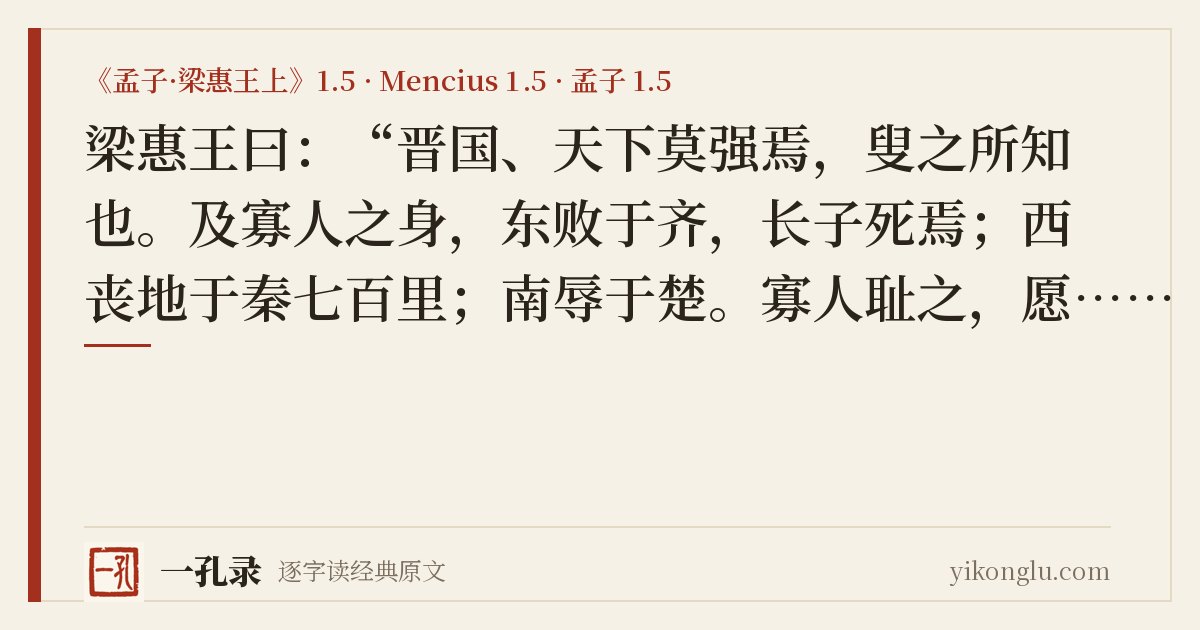 《孟子·梁惠王上》1.5 · Mencius 1.5 · 孟子 1.5
梁惠王曰：“晋国、天下莫强焉，叟之所知
也。及寡人之身，东败于齐，长子死焉；西
丧地于秦七百里；南辱于楚。寡人耻之，愿……
一孔
一孔录 逐字读经典原文 yikonglu.com